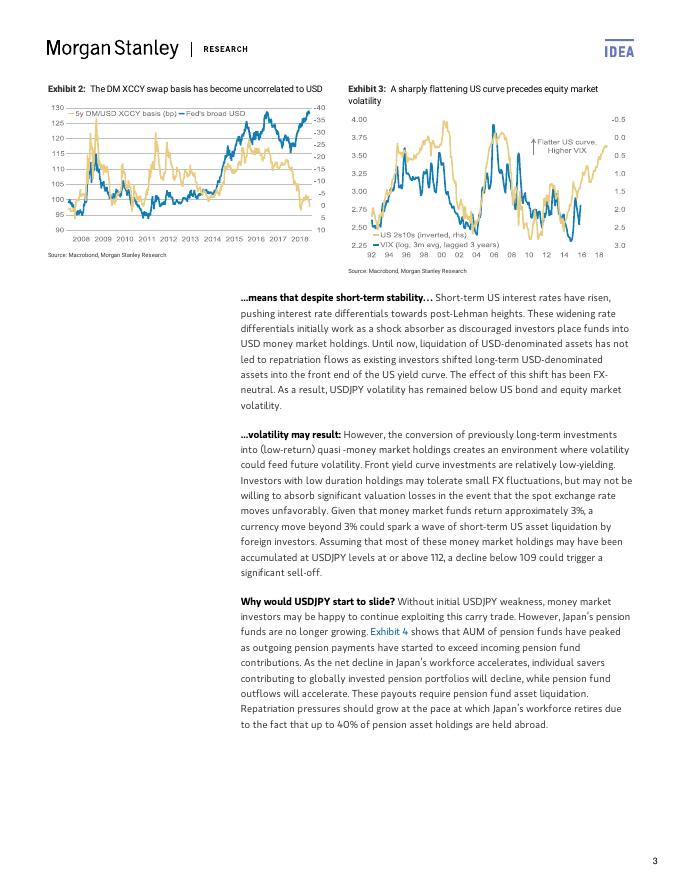 Morgan Stanley | RESEARCH
IDEA
Exhibit 2: The DM XCCY swap basis has become uncorrelated to USD
130
125
120
115
110
105
100
95
90
5y DM/USD XCCY basis (bp)
Fed's broad USD
-40
-35
-30
-25
-20
-15
-10
-5
0
5
10
2008 2009 2010 2011 2012 2013 2014 2015 2016 2017 2018
Source: Macrobond, Morgan Stanley Research
Exhibit 3: A sharply flattening US curve precedes equity market
volatility
4.00
3.75
3.50
3.25
3.00
2.75
2.50
2.25
Flatter US curve,
Higher VIX
US 2s10s (inverted, rhs)
VIX (log, 3m avg, lagged 3 years)
-0.5
0.0
0.5
1.0
1.5
2.0
2.5
3.0
92 94 96 98 00 02 04 06 08 10 12 14 16 18
Source: Macrobond, Morgan Stanley Research
...means that despite short-term stability... Short-term US interest rates have risen,
pushing interest rate differentials towards post-Lehman heights. These widening rate
differentials initially work as a shock absorber as discouraged investors place funds into
USD money market holdings. Until now, liquidation of USD-denominated assets has not
led to repatriation flows as existing investors shifted long-term USD-denominated
assets into the front end of the US yield curve. The effect of this shift has been FX-
neutral. As a result, USDJPY volatility has remained below US bond and equity market
volatility.
...volatility may result: However, the conversion of previously long-term investments
into (low-return) quasi -money market holdings creates an environment where volatility
could feed future volatility. Front yield curve investments are relatively low-yielding.
Investors with low duration holdings may tolerate small FX fluctuations, but may not be
willing to absorb significant valuation losses in the event that the spot exchange rate
moves unfavorably. Given that money market funds return approximately 3%, a
currency move beyond 3% could spark a wave of short-term US asset liquidation by
foreign investors. Assuming that most of these money market holdings may have been
accumulated at USDJPY levels at or above 112, a decline below 109 could trigger a
significant sell-off.
Why would USDJPY start to slide? Without initial USDJPY weakness, money market
investors may be happy to continue exploiting this carry trade. However, Japan's pension
funds are no longer growing. Exhibit 4 shows that AUM of pension funds have peaked
as outgoing pension payments have started to exceed incoming pension fund
contributions. As the net decline in Japan's workforce accelerates, individual savers
contributing to globally invested pension portfolios will decline, while pension fund
outflows will accelerate. These payouts require pension fund asset liquidation.
Repatriation pressures should grow at the pace at which Japan's workforce retires due
to the fact that up to 40% of pension asset holdings are held abroad.
3